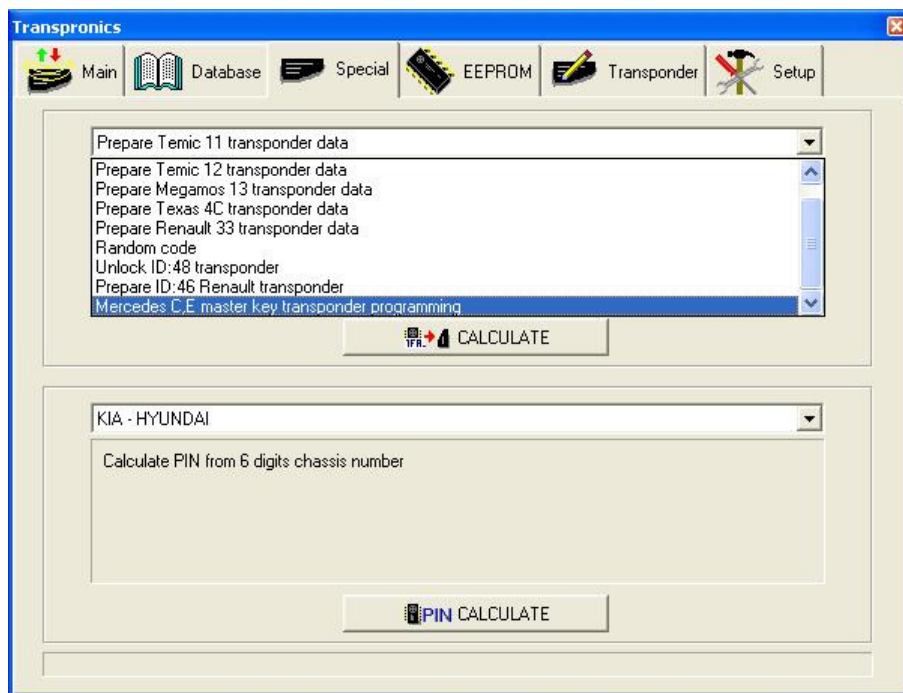 Transpronics
Main Database Special EEPROM Transponder Setup
Prepare Temic 11 transponder data
Prepare Temic 12 transponder data
Prepare Megamos 13 transponder data
Prepare Texas 4C transponder data
Prepare Renault 33 transponder data
Random code
Unlock ID:48 transponder
Prepare ID:46 Renault transponder
Mercedes C,E master key transponder programming
CALCULATE
KIA - HYUNDAI
Calculate PIN from 6 digits chassis number
PIN CALCULATE